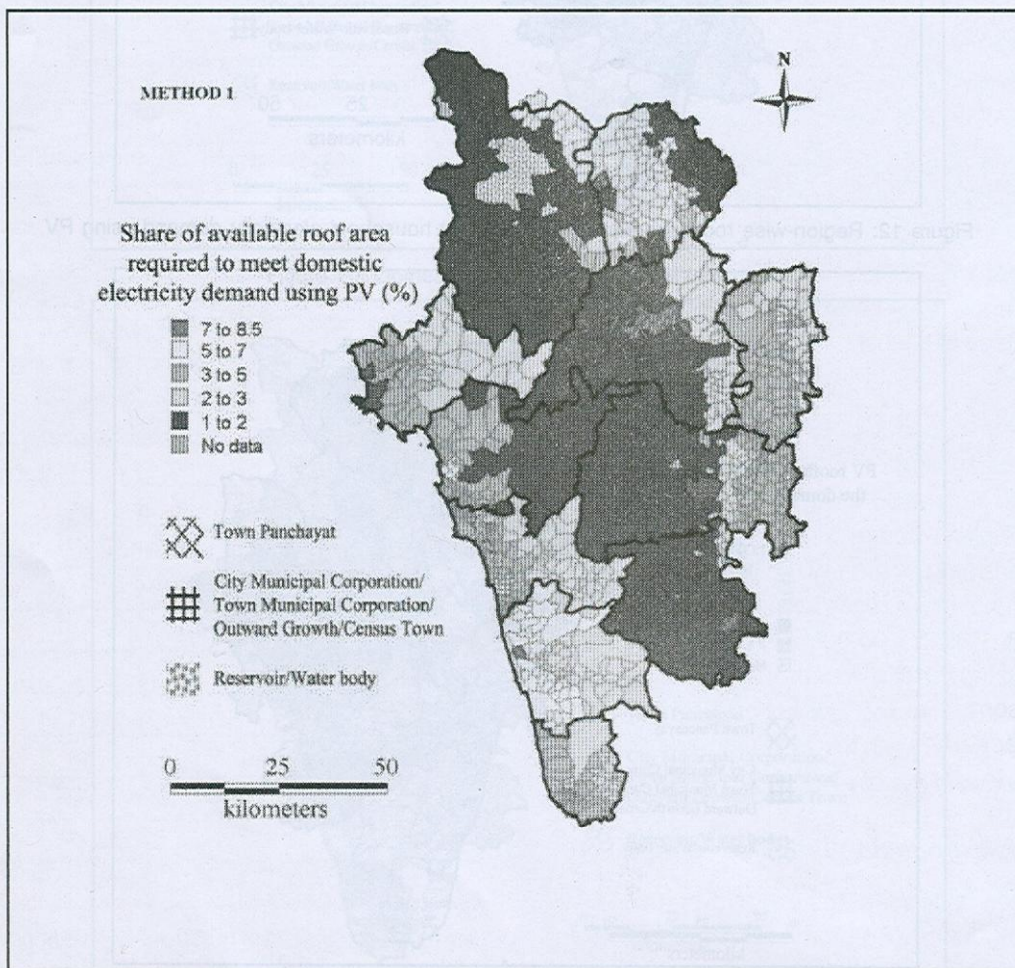 METHOD 1
N
Share of available roof area
required to meet domestic
electricity demand using PV (%)
7 to 8.5
5 to 7
3 to 5
2 to 3
1 to 2
No data
Town Panchayat
City Municipal Corporation/
Town Municipal Corporation/
Outward Growth/Census Town
Reservoir/Water body
0 25 50
kilometers